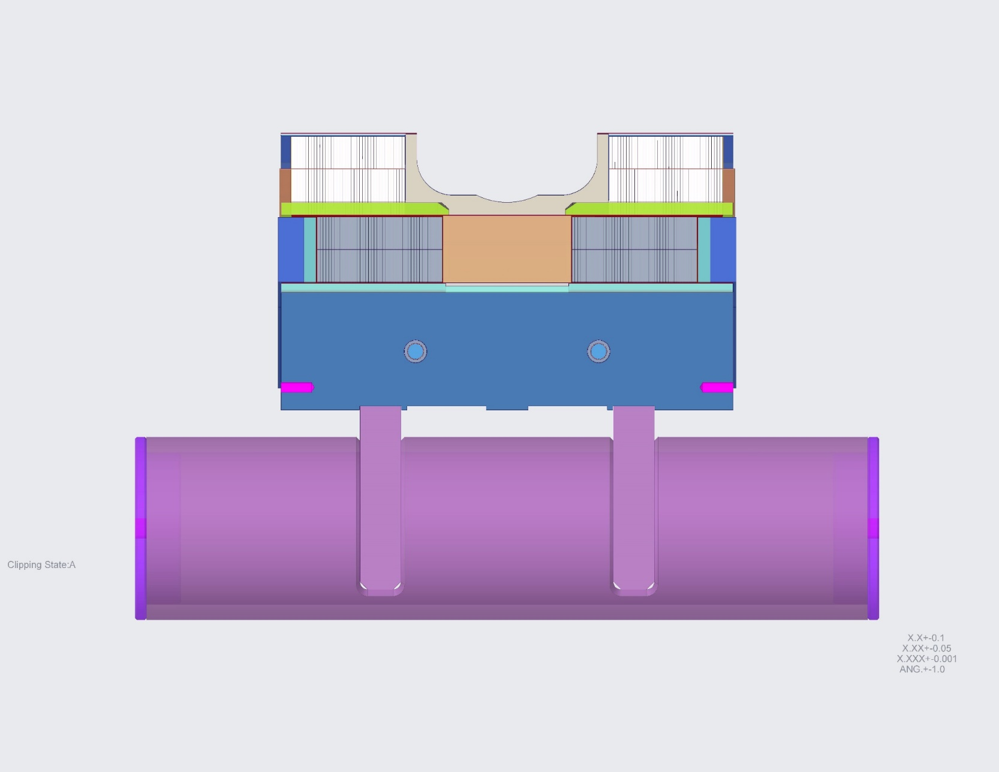 Clipping State:A
X.X+-0.1
X.XX+-0.05
X.XXX+-0.001
ANG.+-1.0